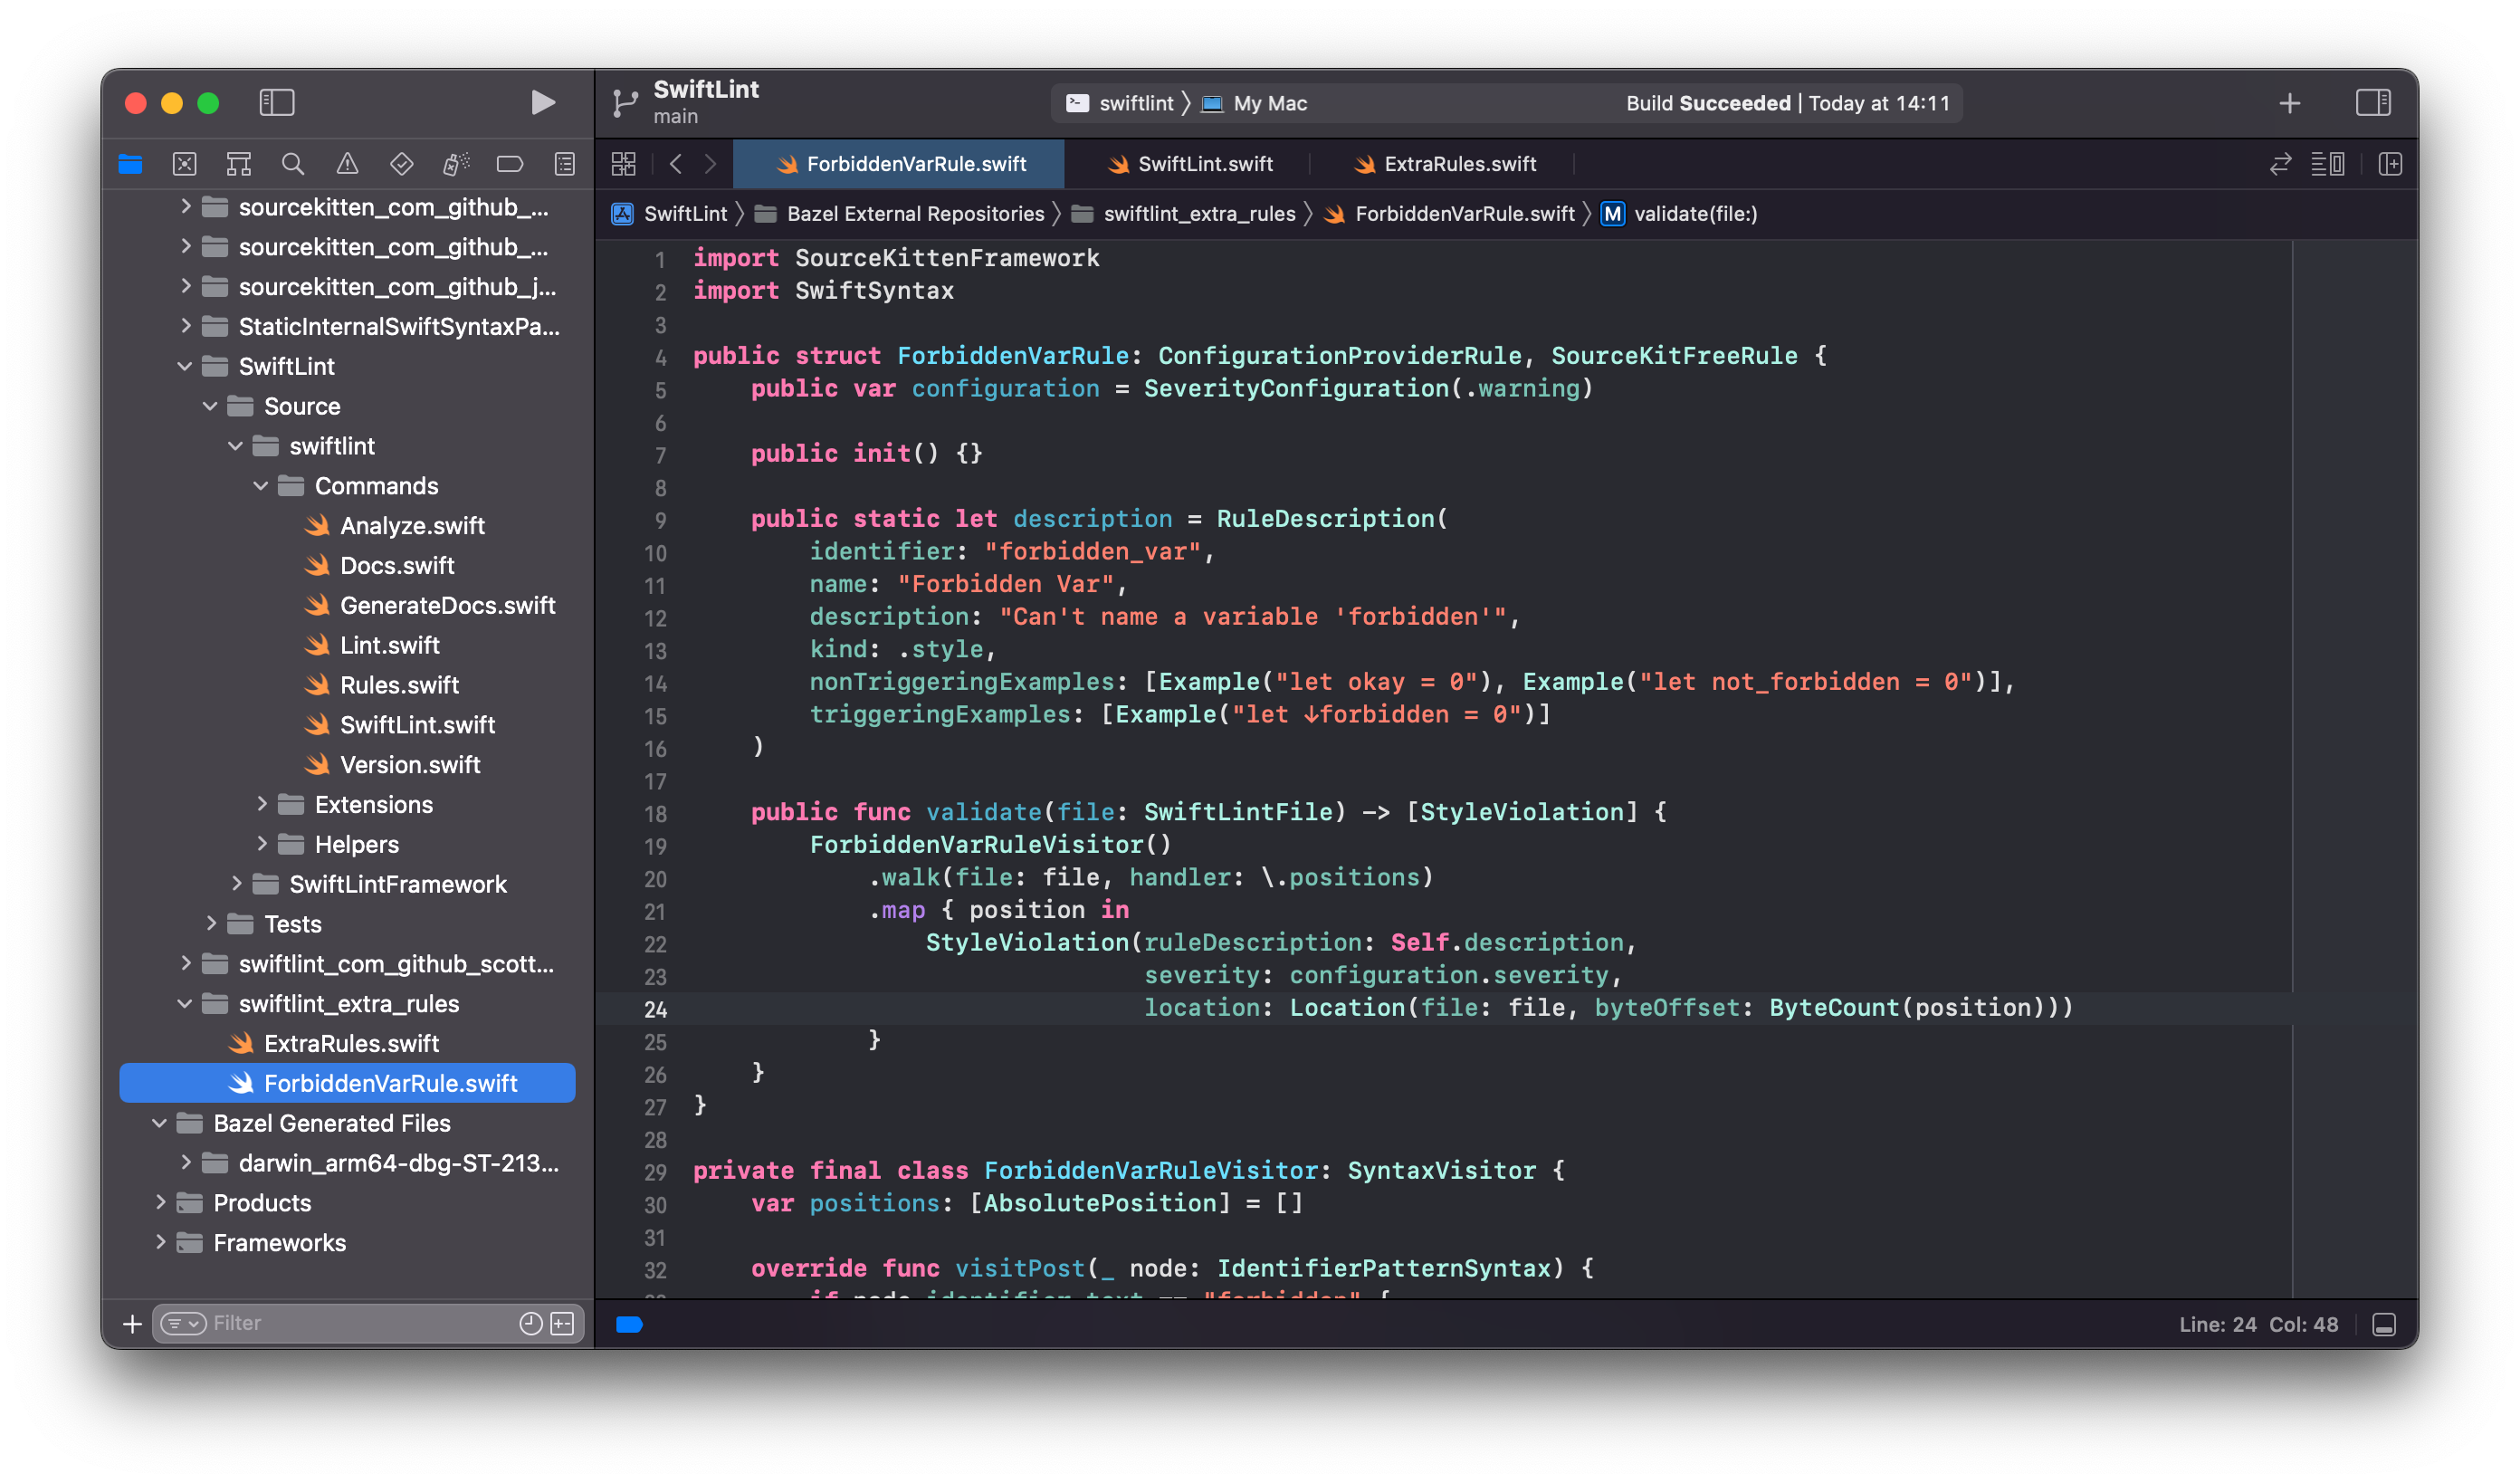 SwiftLint
main
swiftlint
My Mac
Build Succeeded | Today at 14:11
ForbiddenVarRule.swift
SwiftLint.swift
ExtraRules.swift
SwiftLint
Bazel External Repositories
swiftlint_extra_rules
ForbiddenVarRule.swift
M validate(file:)
sourcekitten_com_github_...
sourcekitten_com_github_...
sourcekitten_com_github_j...
StaticInternalSwiftSyntaxPa...
SwiftLint
Source
swiftlint
Commands
Analyze.swift
Docs.swift
GenerateDocs.swift
Lint.swift
Rules.swift
SwiftLint.swift
Version.swift
Extensions
Helpers
SwiftLintFramework
Tests
swiftlint_com_github_scott...
swiftlint_extra_rules
ExtraRules.swift
ForbiddenVarRule.swift
Bazel Generated Files
darwin_arm64-dbg-ST-213...
Products
Frameworks
Filter
1 import SourceKittenFramework
2 import SwiftSyntax
3
4 public struct ForbiddenVarRule: ConfigurationProviderRule, SourceKitFreeRule {
5     public var configuration = SeverityConfiguration(.warning)
6
7     public init() {}
8
9     public static let description = RuleDescription(
10         identifier: "forbidden_var",
11         name: "Forbidden Var",
12         description: "Can't name a variable 'forbidden'",
13         kind: .style,
14         nonTriggeringExamples: [Example("let okay = 0"), Example("let not_forbidden = 0")],
15         triggeringExamples: [Example("let ↓forbidden = 0")]
16     )
17
18     public func validate(file: SwiftLintFile) -> [StyleViolation] {
19         ForbiddenVarRuleVisitor()
20             .walk(file: file, handler: \.positions)
21             .map { position in
22                 StyleViolation(ruleDescription: Self.description,
23                                severity: configuration.severity,
24                                location: Location(file: file, byteOffset: ByteCount(position)))
25             }
26     }
27 }
28
29 private final class ForbiddenVarRuleVisitor: SyntaxVisitor {
30     var positions: [AbsolutePosition] = []
31
32     override func visitPost(_ node: IdentifierPatternSyntax) {
if node.identifier.text == "forbidden" {
Line: 24 Col: 48